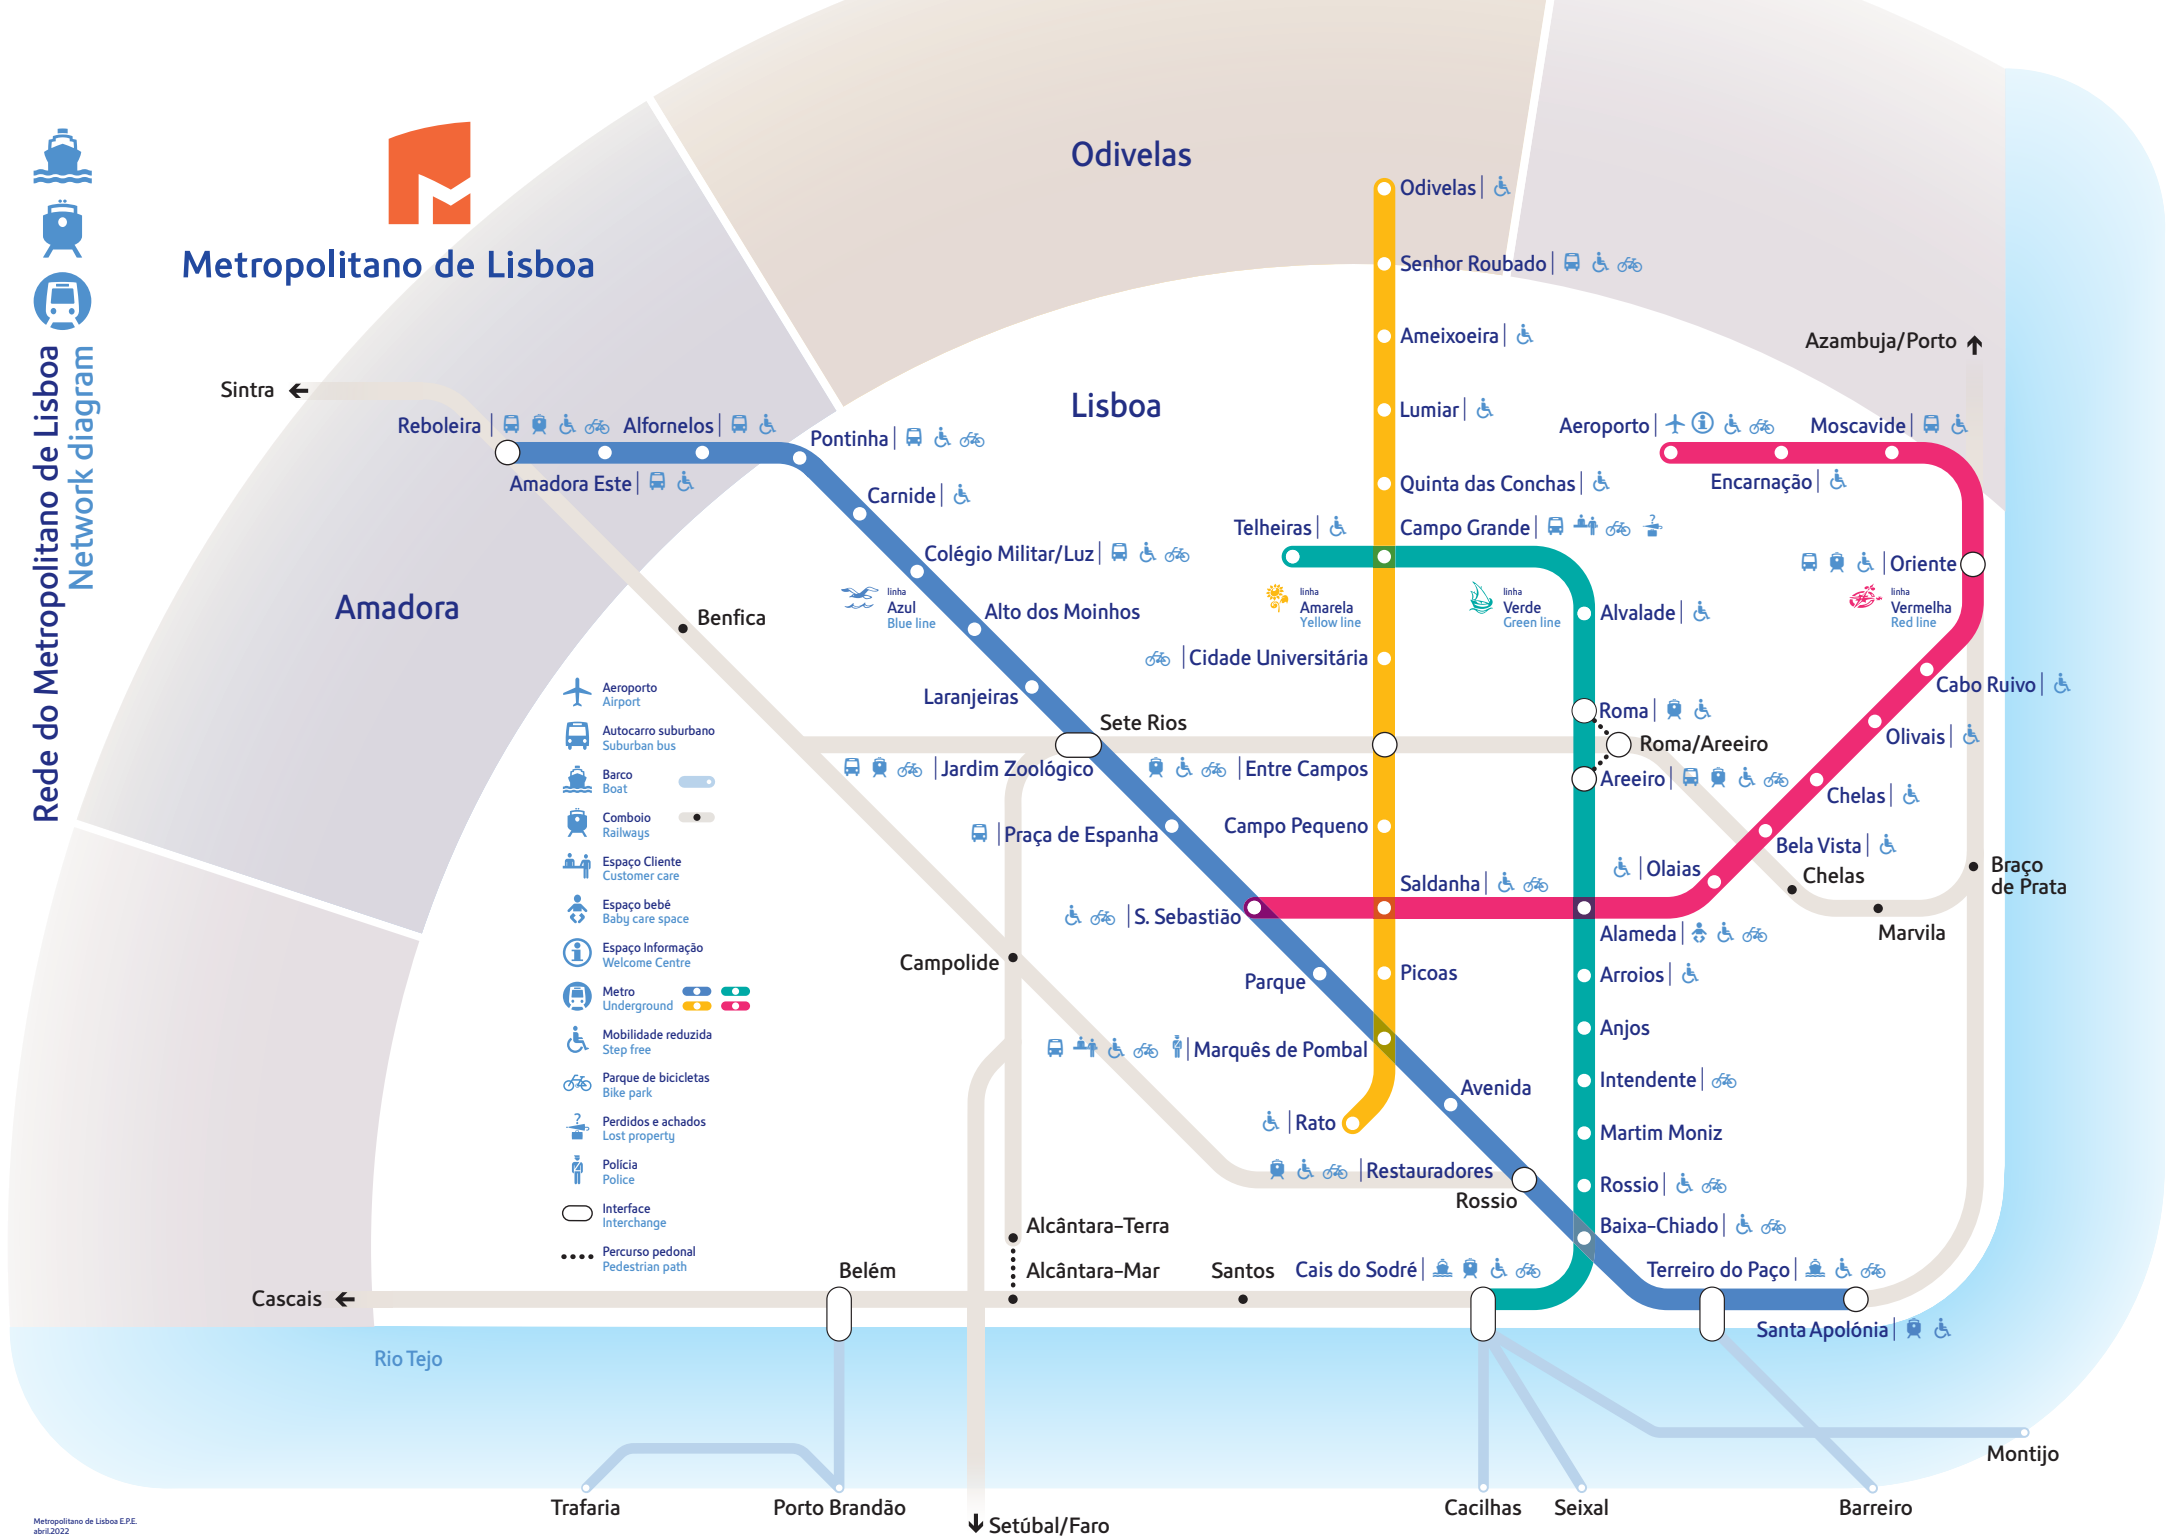 Rede do Metropolitano de Lisboa
Network diagram
Metropolitano de Lisboa
Odivelas
Lisboa
Amadora
Odivelas
Senhor Roubado
Ameixoeira
Lumiar
Quinta das Conchas
Campo Grande
Telheiras
Cidade Universitária
Entre Campos
Campo Pequeno
Saldanha
Picoas
Marquês de Pombal
Rato
Sintra
Reboleira
Alfornelos
Amadora Este
Pontinha
Carnide
Colégio Militar/Luz
Alto dos Moinhos
Laranjeiras
Sete Rios
Jardim Zoológico
Praça de Espanha
S. Sebastião
Parque
Avenida
Restauradores
Rossio
linha
Azul
Blue line
linha
Amarela
Yellow line
linha
Verde
Green line
linha
Vermelha
Red line
Azambuja/Porto
Aeroporto
Moscavide
Encarnação
Oriente
Cabo Ruivo
Olivais
Chelas
Bela Vista
Olaias
Chelas
Marvila
Braço
de Prata
Alvalade
Roma
Roma/Areeiro
Areeiro
Alameda
Arroios
Anjos
Intendente
Martim Moniz
Rossio
Baixa-Chiado
Terreiro do Paço
Santa Apolónia
Cais do Sodré
Santos
Alcântara-Terra
Alcântara-Mar
Belém
Cascais
Benfica
Campolide
Aeroporto
Airport
Autocarro suburbano
Suburban bus
Barco
Boat
Comboio
Railways
Espaço Cliente
Customer care
Espaço bebé
Baby care space
Espaço Informação
Welcome Centre
Metro
Underground
Mobilidade reduzida
Step free
Parque de bicicletas
Bike park
Perdidos e achados
Lost property
Polícia
Police
Interface
Interchange
Percurso pedonal
Pedestrian path
Rio Tejo
Trafaria
Porto Brandão
Setúbal/Faro
Cacilhas
Seixal
Barreiro
Montijo
Metropolitano de Lisboa E.P.E.
abril.2022